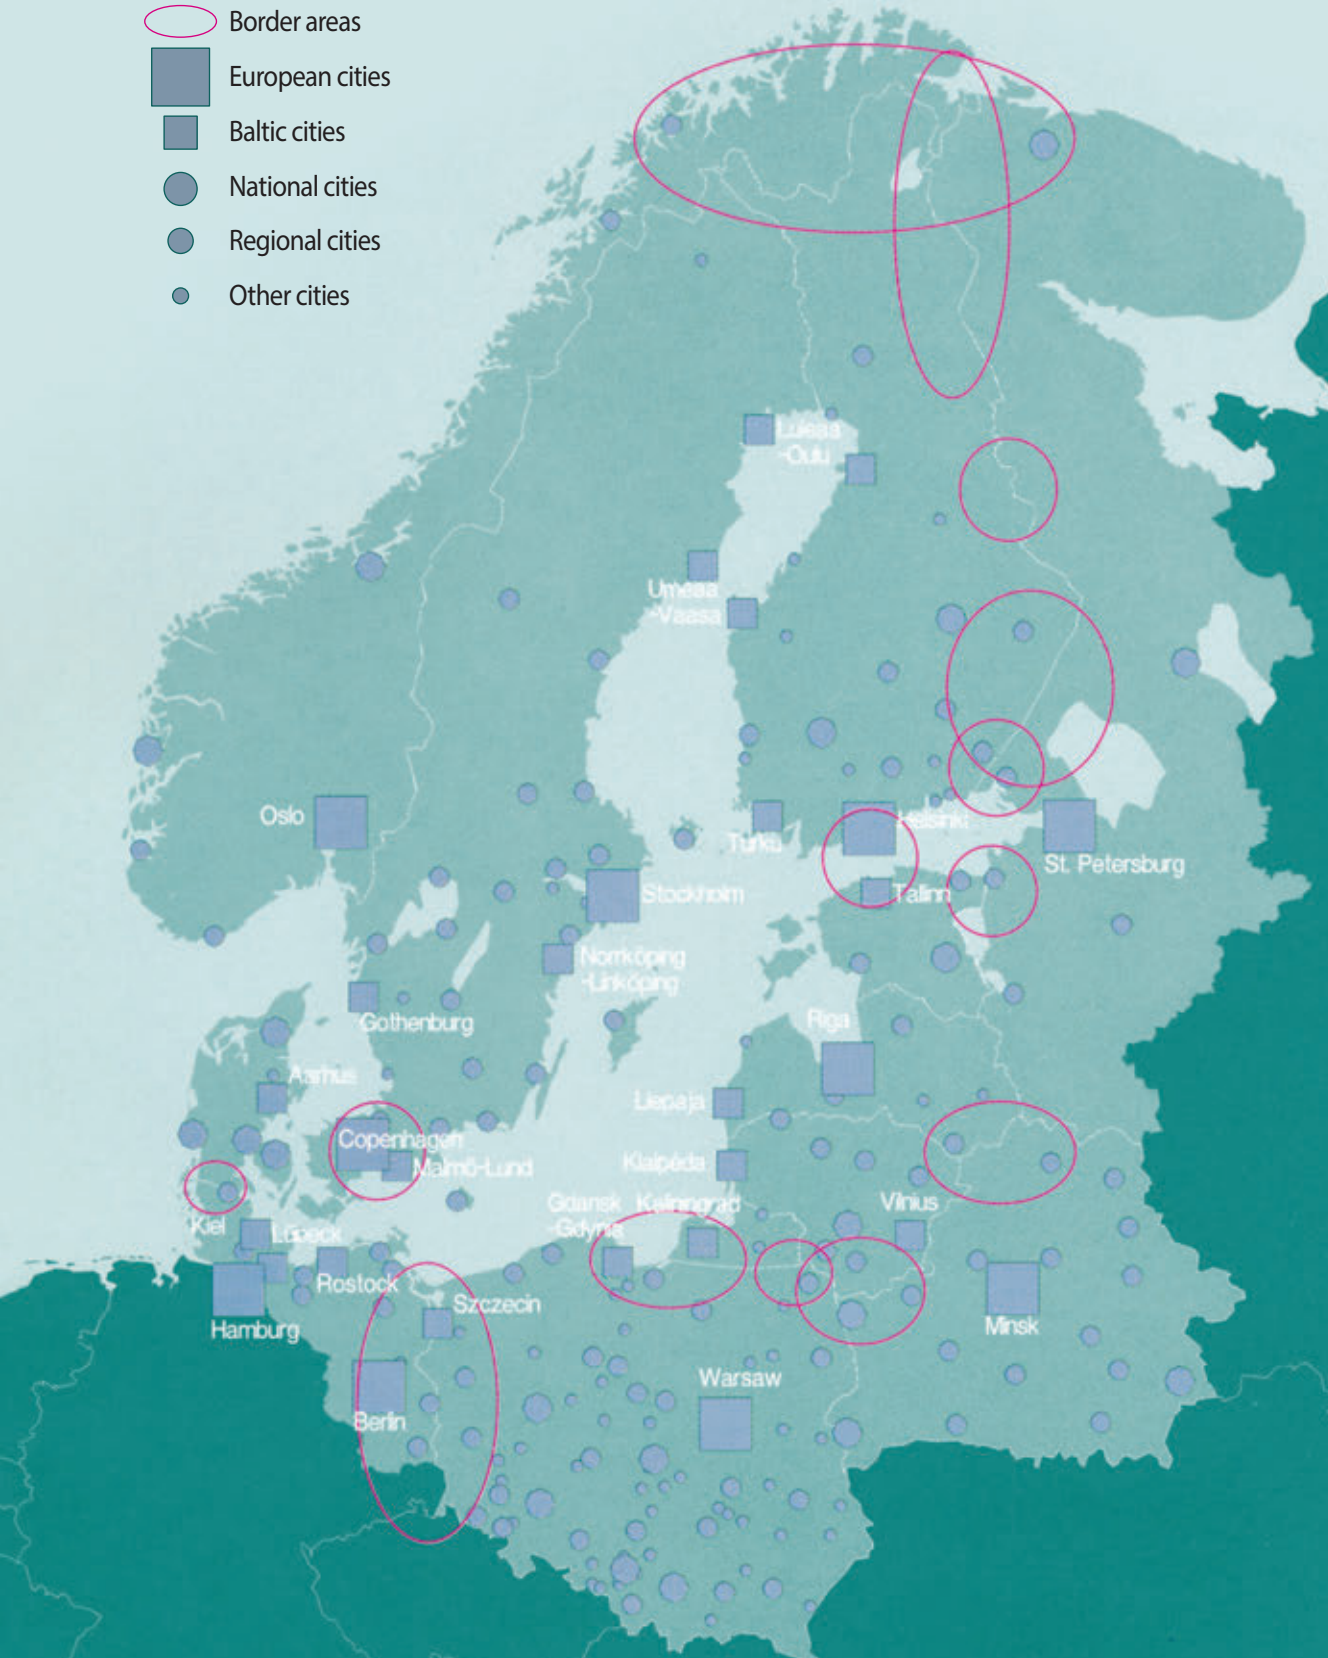 Border areas
European cities
Baltic cities
National cities
Regional cities
Other cities
Luleaa
-Oulu
Umeaa
-Vaasa
Oslo
Helsinki
Turku
St. Petersburg
Stockholm
Tallinn
Norrköping
-Linköping
Gothenburg
Riga
Aarhus
Liepaja
Copenhagen
Malmö-Lund
Klaipéda
Gdansk
-Gdynia
Kaliningrad
Vilnius
Kiel
Lübeck
Rostock
Szczecin
Hamburg
Minsk
Warsaw
Berlin